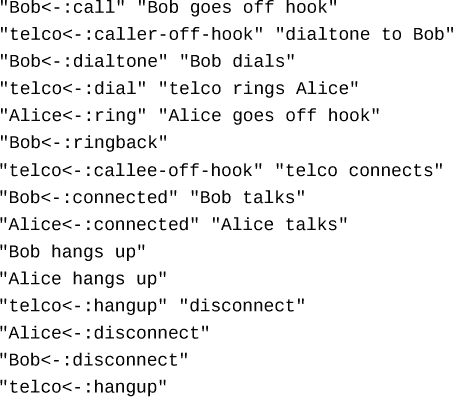 "Bob<-:call" "Bob goes off hook"
"telco<-:caller-off-hook" "dialtone to Bob"
"Bob<-:dialtone" "Bob dials"
"telco<-:dial" "telco rings Alice"
"Alice<-:ring" "Alice goes off hook"
"Bob<-:ringback"
"telco<-:callee-off-hook" "telco connects"
"Bob<-:connected" "Bob talks"
"Alice<-:connected" "Alice talks"
"Bob hangs up"
"Alice hangs up"
"telco<-:hangup" "disconnect"
"Alice<-:disconnect"
"Bob<-:disconnect"
"telco<-:hangup"